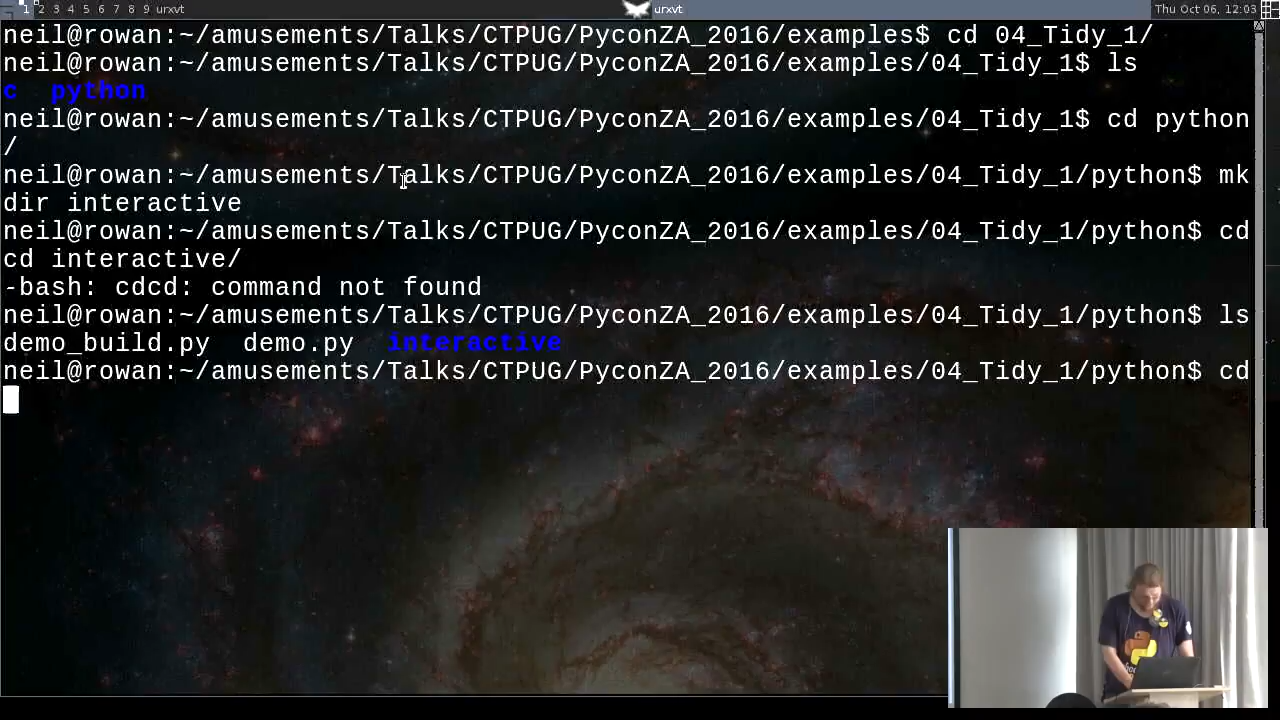 1 2 3 4 5 6 7 8 9 urxvt urxvt Thu Oct 06, 12:03
neil@rowan:~/amusements/Talks/CTPUG/PyconZA_2016/examples$ cd 04_Tidy_1/
neil@rowan:~/amusements/Talks/CTPUG/PyconZA_2016/examples/04_Tidy_1$ ls
c python
neil@rowan:~/amusements/Talks/CTPUG/PyconZA_2016/examples/04_Tidy_1$ cd python
/
neil@rowan:~/amusements/Talks/CTPUG/PyconZA_2016/examples/04_Tidy_1/python$ mk
dir interactive
neil@rowan:~/amusements/Talks/CTPUG/PyconZA_2016/examples/04_Tidy_1/python$ cd
cd interactive/
-bash: cdcd: command not found
neil@rowan:~/amusements/Talks/CTPUG/PyconZA_2016/examples/04_Tidy_1/python$ ls
demo_build.py demo.py interactive
neil@rowan:~/amusements/Talks/CTPUG/PyconZA_2016/examples/04_Tidy_1/python$ cd